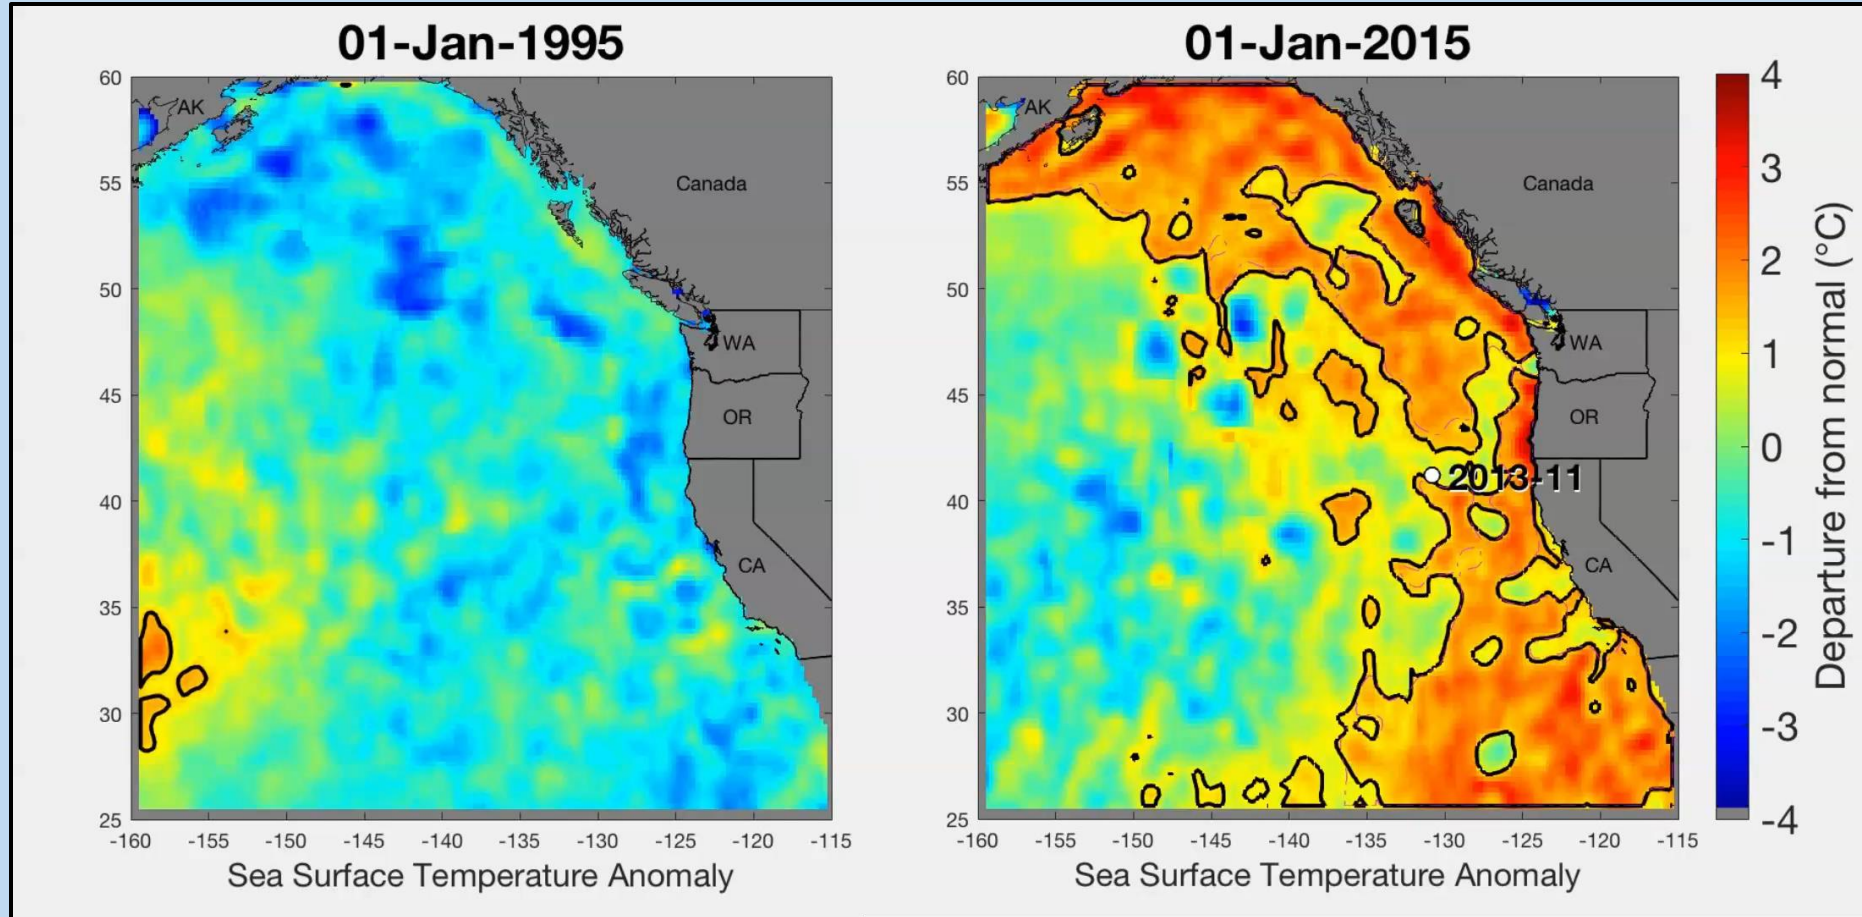 01-Jan-1995
60
55
50
45
40
35
30
25
AK
Canada
WA
OR
CA
-160 -155 -150 -145 -140 -135 -130 -125 -120 -115
Sea Surface Temperature Anomaly
01-Jan-2015
60
55
50
45
40
35
30
25
AK
Canada
WA
OR
2013-11
CA
-160 -155 -150 -145 -140 -135 -130 -125 -120 -115
Sea Surface Temperature Anomaly
4
3
2
1
0
-1
-2
-3
-4
Departure from normal (°C)